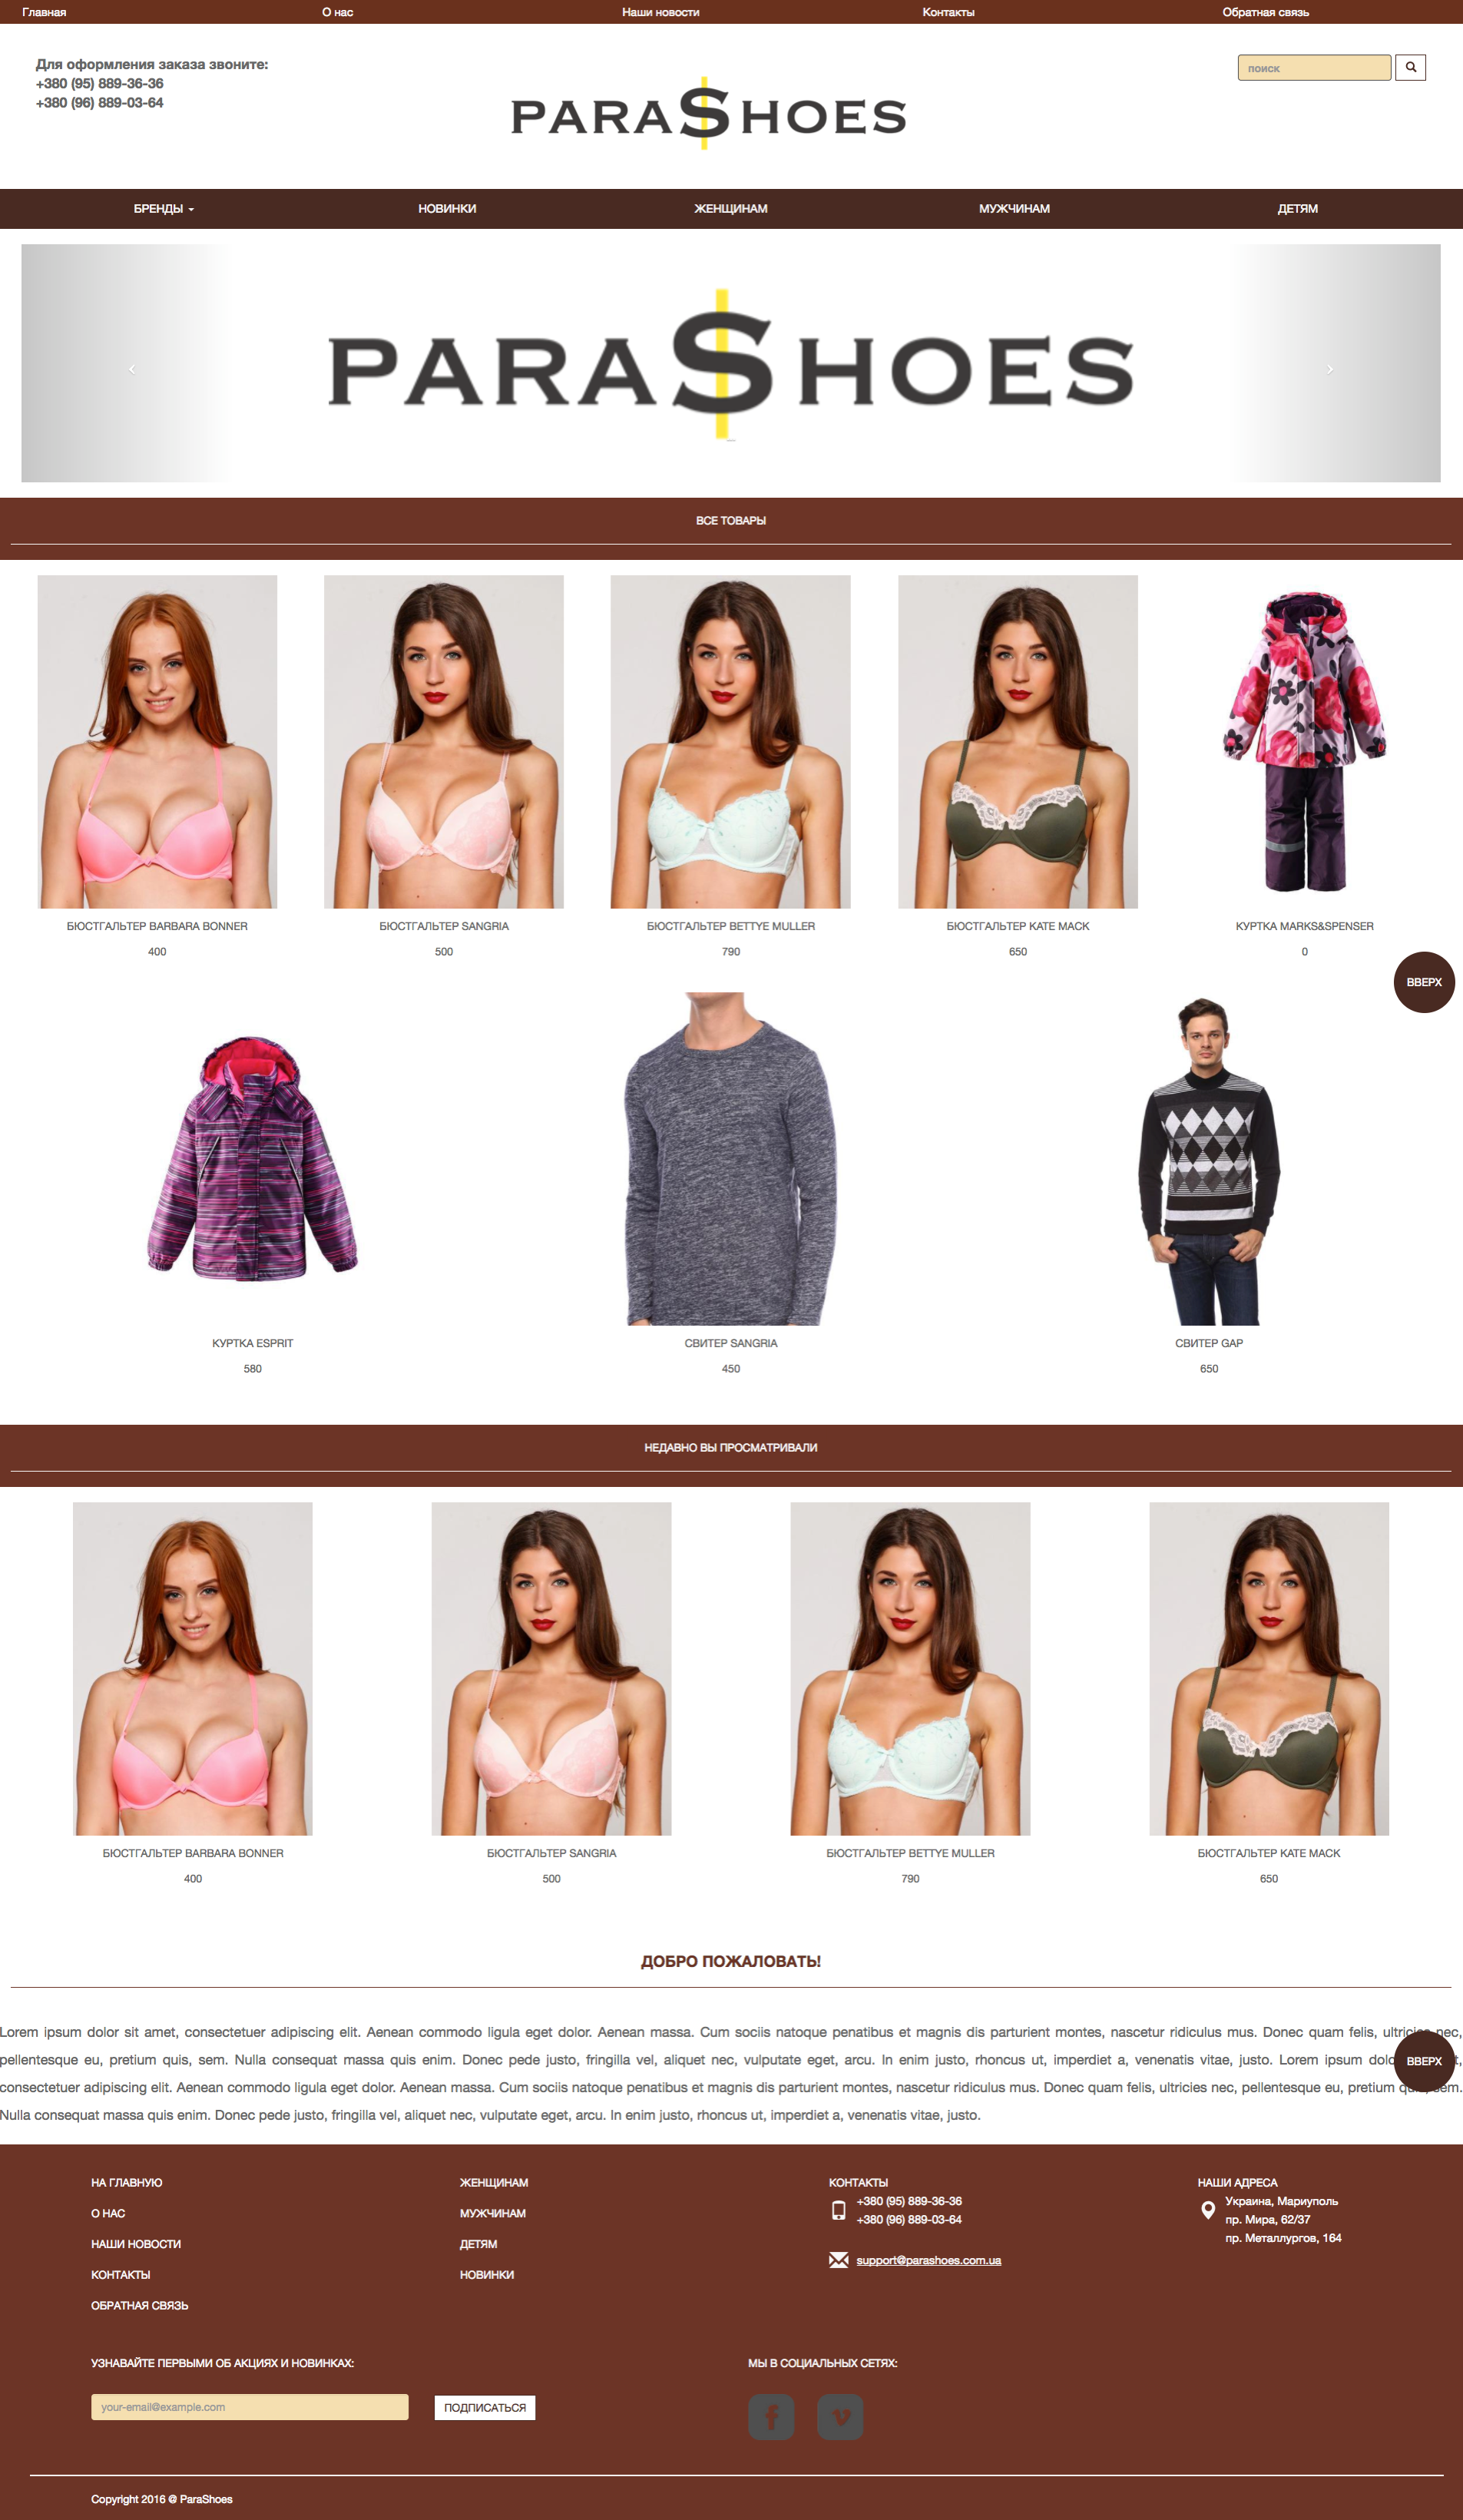 Главная О нас Наши новости Контакты Обратная связь
Для оформления заказа звоните:
+380 (95) 889-36-36
+380 (96) 889-03-64
PARA$HOES
поиск
БРЕНДЫ НОВИНКИ ЖЕНЩИНАМ МУЖЧИНАМ ДЕТЯМ
PARA$HOES
ВСЕ ТОВАРЫ
БЮСТГАЛЬТЕР BARBARA BONNER БЮСТГАЛЬТЕР SANGRIA БЮСТГАЛЬТЕР BETTYE MULLER БЮСТГАЛЬТЕР KATE MACK КУРТКА MARKS&SPENSER
400 500 790 650 0
ВВЕРХ
КУРТКА ESPRIT СВИТЕР SANGRIA СВИТЕР GAP
580 450 650
НЕДАВНО ВЫ ПРОСМАТРИВАЛИ
БЮСТГАЛЬТЕР BARBARA BONNER БЮСТГАЛЬТЕР SANGRIA БЮСТГАЛЬТЕР BETTYE MULLER БЮСТГАЛЬТЕР KATE MACK
400 500 790 650
ДОБРО ПОЖАЛОВАТЬ!
Lorem ipsum dolor sit amet, consectetuer adipiscing elit. Aenean commodo ligula eget dolor. Aenean massa. Cum sociis natoque penatibus et magnis dis parturient montes, nascetur ridiculus mus. Donec quam felis, ultricies nec,
pellentesque eu, pretium quis, sem. Nulla consequat massa quis enim. Donec pede justo, fringilla vel, aliquet nec, vulputate eget, arcu. In enim justo, rhoncus ut, imperdiet a, venenatis vitae, justo. Lorem ipsum
ВВЕРХ
consectetuer adipiscing elit. Aenean commodo ligula eget dolor. Aenean massa. Cum sociis natoque penatibus et magnis dis parturient montes, nascetur ridiculus mus. Donec quam felis, ultricies nec, pellentesque eu, pretium quis, sem.
Nulla consequat massa quis enim. Donec pede justo, fringilla vel, aliquet nec, vulputate eget, arcu. In enim justo, rhoncus ut, imperdiet a, venenatis vitae, justo.
НА ГЛАВНУЮ
О НАС
НАШИ НОВОСТИ
КОНТАКТЫ
ОБРАТНАЯ СВЯЗЬ
ЖЕНЩИНАМ
МУЖЧИНАМ
ДЕТЯМ
НОВИНКИ
КОНТАКТЫ
+380 (95) 889-36-36
+380 (96) 889-03-64
support@parashoes.com.ua
НАШИ АДРЕСА
Украина, Мариуполь
пр. Мира, 62/37
пр. Металлургов, 164
УЗНАВАЙТЕ ПЕРВЫМИ ОБ АКЦИЯХ И НОВИНКАХ:
your-email@example.com ПОДПИСАТЬСЯ
МЫ В СОЦИАЛЬНЫХ СЕТЯХ:
Copyright 2016 @ ParaShoes